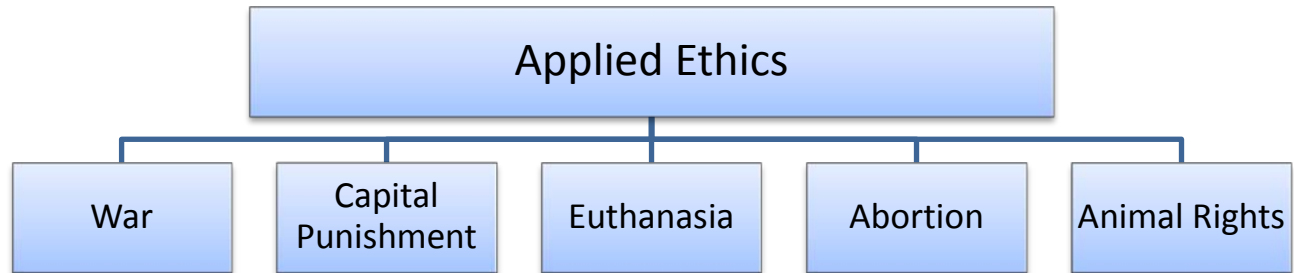 Applied Ethics
War
Capital
Punishment
Euthanasia
Abortion
Animal Rights